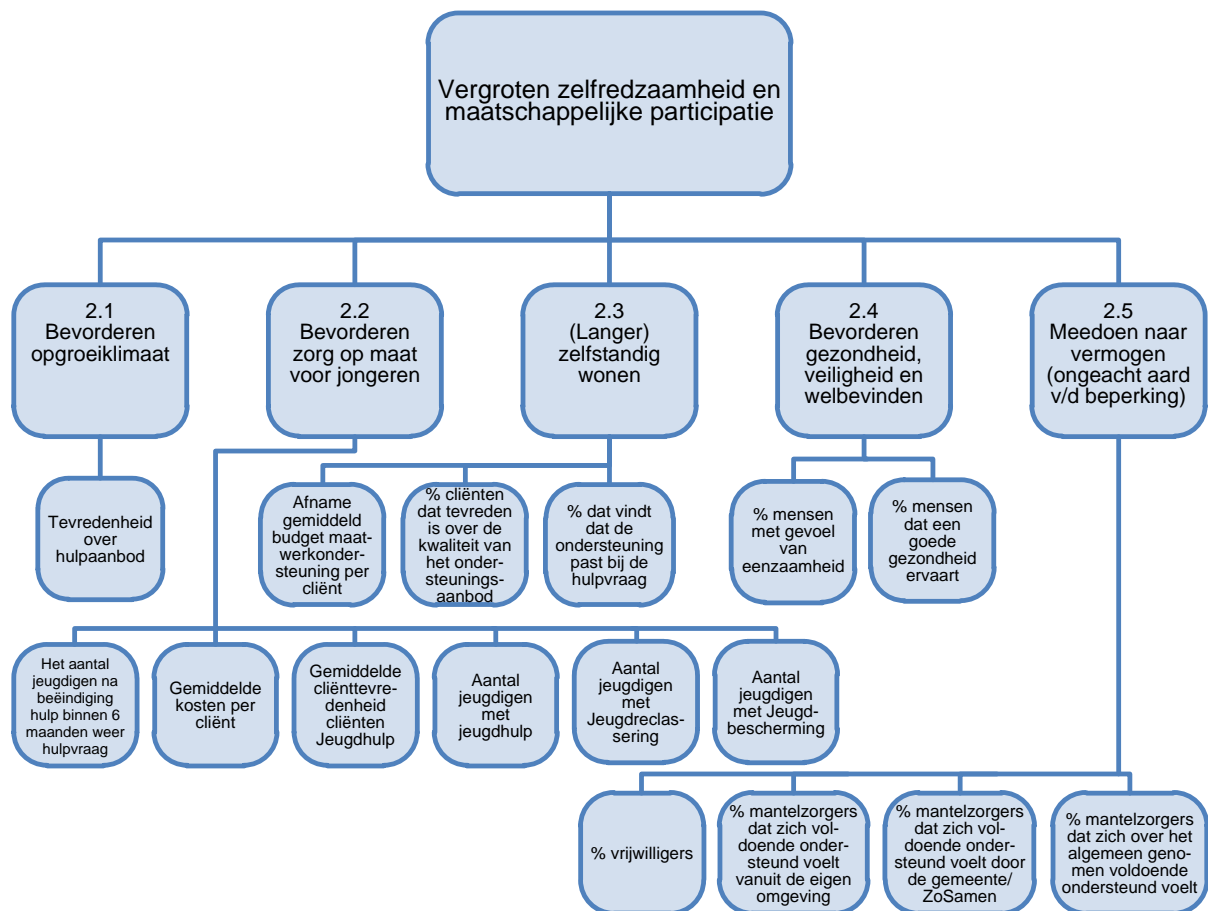 Vergroten zelfredzaamheid en
maatschappelijke participatie
2.1
Bevorderen
opgroeiklimaat
2.2
Bevorderen
zorg op maat
voor jongeren
2.3
(Langer)
zelfstandig
wonen
2.4
Bevorderen
gezondheid,
veiligheid en
welbevinden
2.5
Meedoen naar
vermogen
(ongeacht aard
v/d beperking)
Tevredenheid
over
hulpaanbod
Afname
gemiddeld
budget maat-
werkonder-
steuning per
cliënt
% cliënten
dat tevreden
is over de
kwaliteit van
het onder-
steunings-
aanbod
% dat vindt
dat de
ondersteuning
past bij de
hulpvraag
% mensen
met gevoel
van
eenzaamheid
% mensen
dat een
goede
gezondheid
ervaart
Het aantal
jeugdigen na
beëindiging
hulp binnen 6
maanden weer
hulpvraag
Gemiddelde
kosten per
cliënt
Gemiddelde
cliënttevre-
denheid
cliënten
Jeugdhulp
Aantal
jeugdigen
met
jeugdhulp
Aantal
jeugdigen met
Jeugdreclas-
sering
Aantal
jeugdigen
met Jeugd-
bescherming
% vrijwilligers
% mantelzorgers
dat zich vol-
doende onder-
steund voelt
vanuit de eigen
omgeving
% mantelzorgers
dat zich vol-
doende onder-
steund voelt door
de gemeente/
ZoSamen
% mantelzorgers
dat zich over het
algemeen geno-
men voldoende
ondersteund voelt